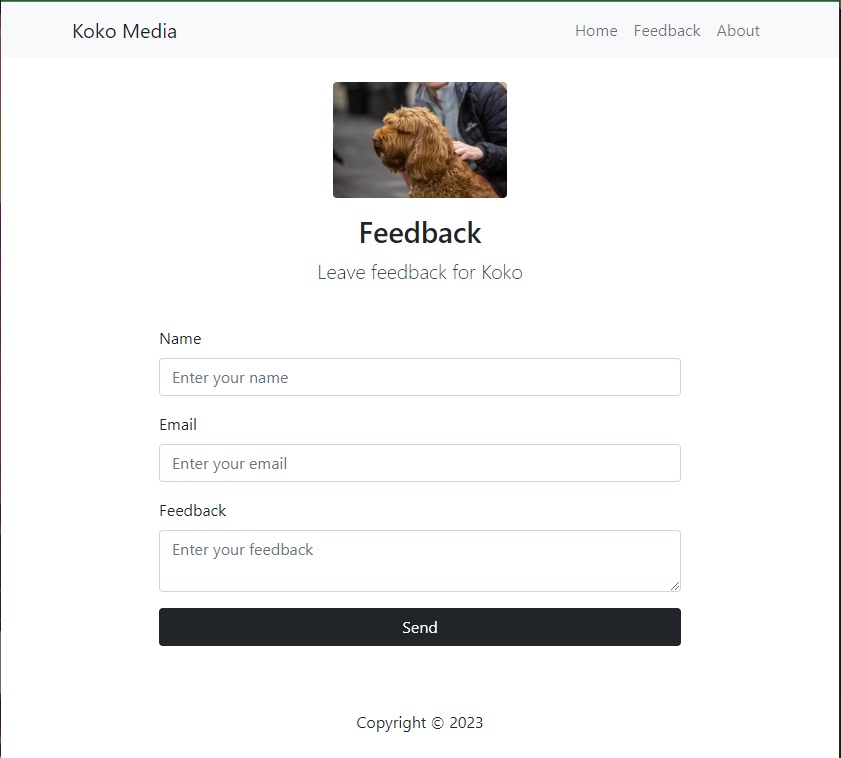 Koko Media Home Feedback About
Feedback
Leave feedback for Koko
Name
Enter your name
Email
Enter your email
Feedback
Enter your feedback
Send
Copyright © 2023